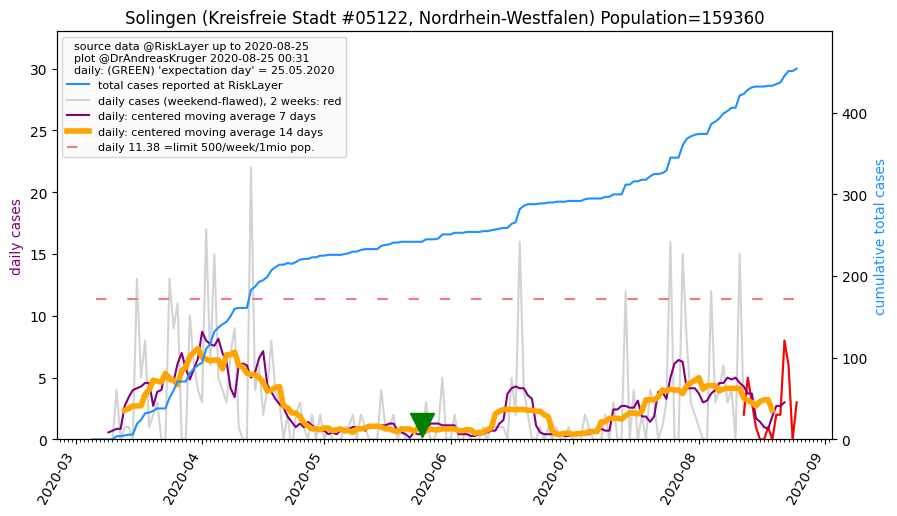 Solingen (Kreisfreie Stadt #05122, Nordrhein-Westfalen) Population=159360
source data @RiskLayer up to 2020-08-25
plot @DrAndreasKruger 2020-08-25 00:31
daily: (GREEN) 'expectation day' = 25.05.2020
total cases reported at RiskLayer
daily cases (weekend-flawed), 2 weeks: red
daily: centered moving average 7 days
daily: centered moving average 14 days
daily 11.38 =limit 500/week/1mio pop.
daily cases
30
25
20
15
10
5
0
cumulative total cases
400
300
200
100
0
2020-03
2020-04
2020-05
2020-06
2020-07
2020-08
2020-09